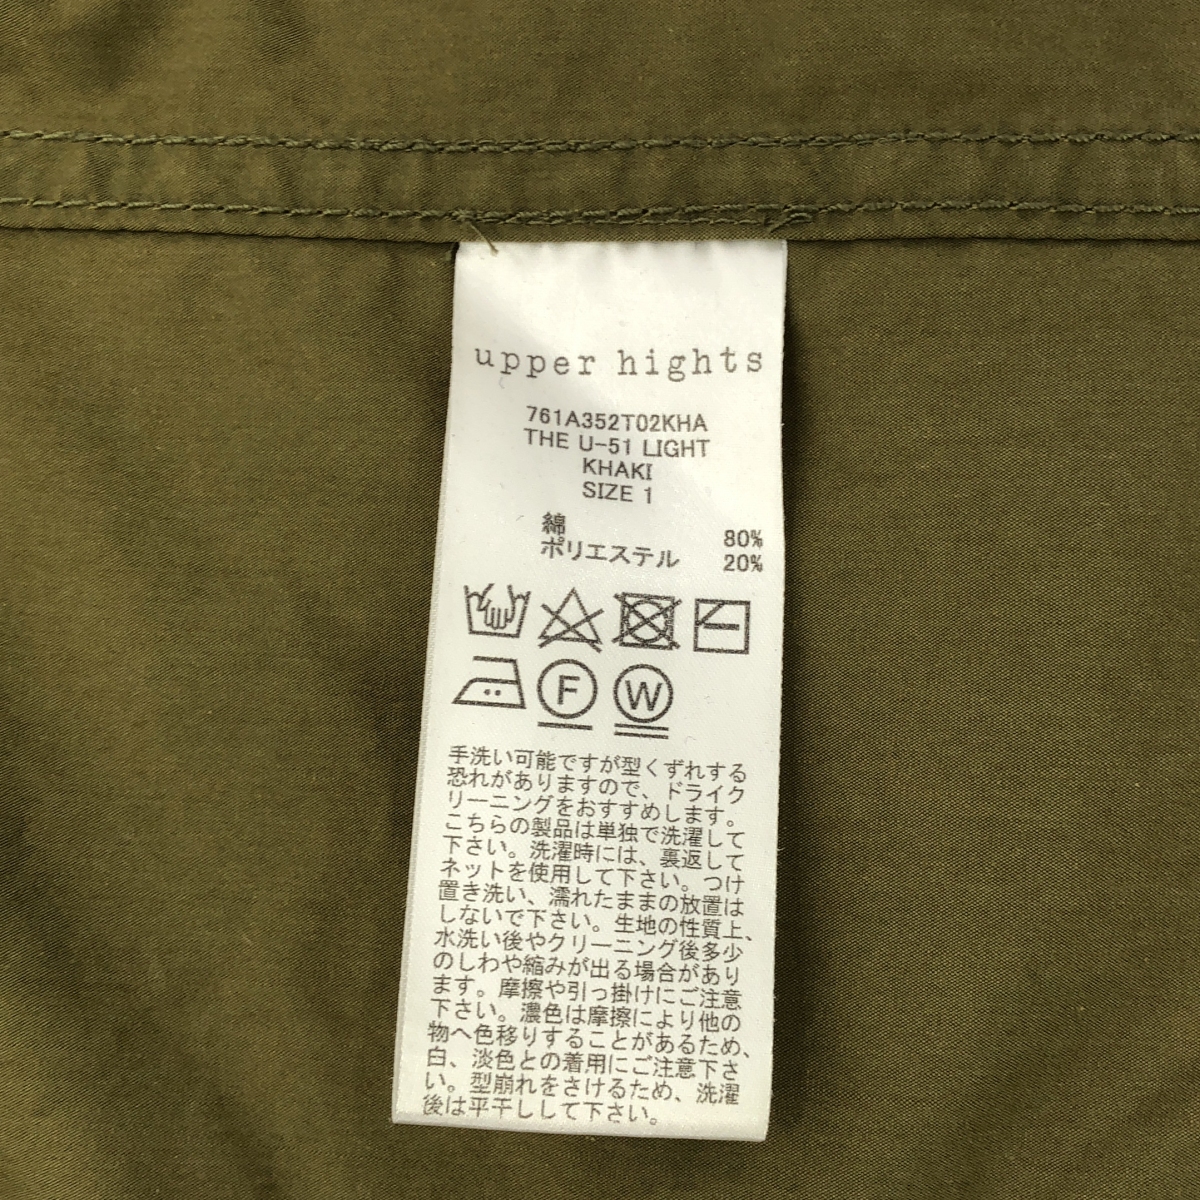 upper hights
761A352T02KHA
THE U-51 LIGHT
KHAKI
SIZE 1
綿 80%
ポリエステル 20%
F W
手洗い可能ですが型くずれする
恐れがありますので、ドライク
リーニングをおすすめします。
こちらの製品は単独で洗濯して
下さい。洗濯時には、裏返して
ネットを使用して下さい。つけ
置き洗い、濡れたままの放置は
しないで下さい。生地の性質上、
水洗い後やクリーニング後多少
のしわや縮みが出る場合があり
ます。摩擦や引っ掛けにご注意
下さい。濃色は摩擦により他の
物へ色移りすることがあるため、
白、淡色との着用にご注意下さ
い。型崩れをさけるため、洗濯
後は平干しして下さい。